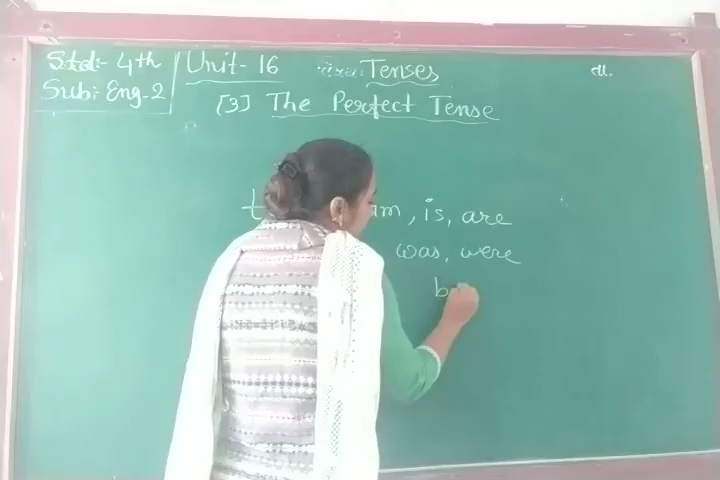 Std:- 4th
Sub: Eng-2
Unit- 16
Tenses
[3] The Perfect Tense
t
am, is, are
was, were
b